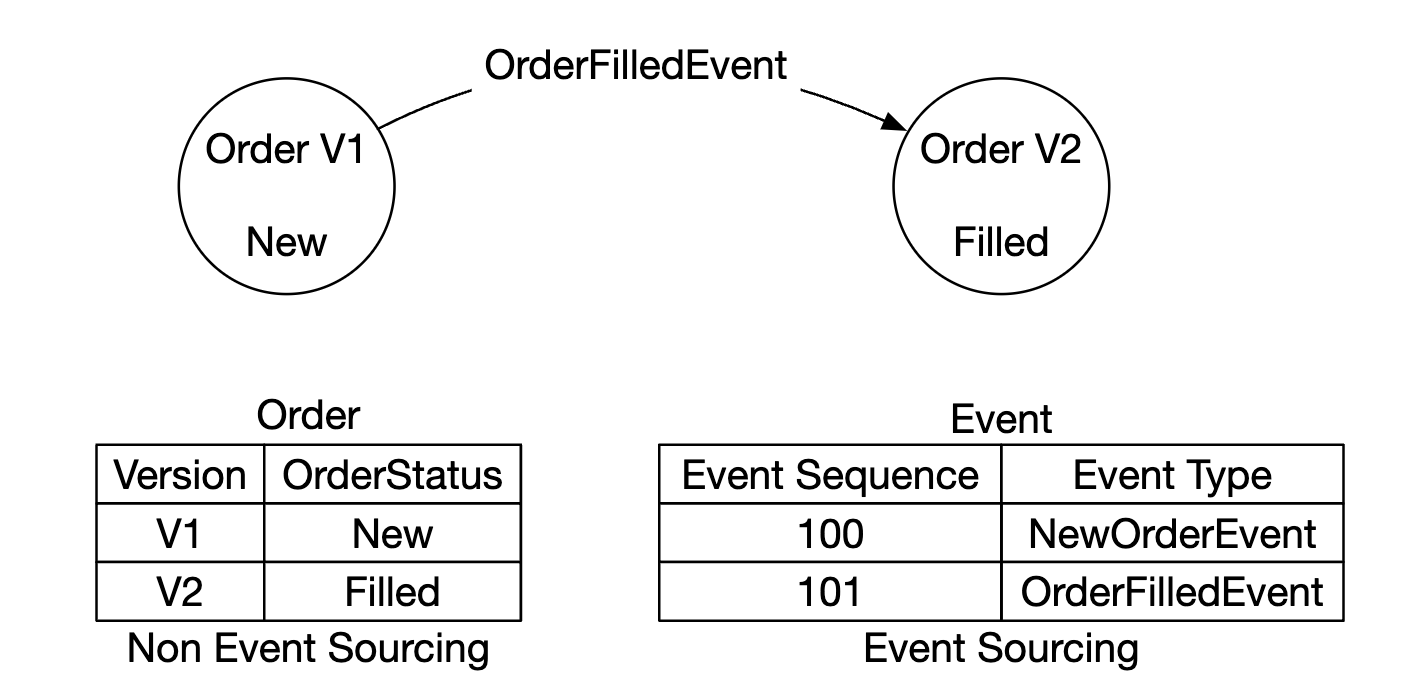 OrderFilledEvent
Order V1
New
Order V2
Filled
Order
Version OrderStatus
V1 New
V2 Filled
Non Event Sourcing
Event
Event Sequence Event Type
100 NewOrderEvent
101 OrderFilledEvent
Event Sourcing